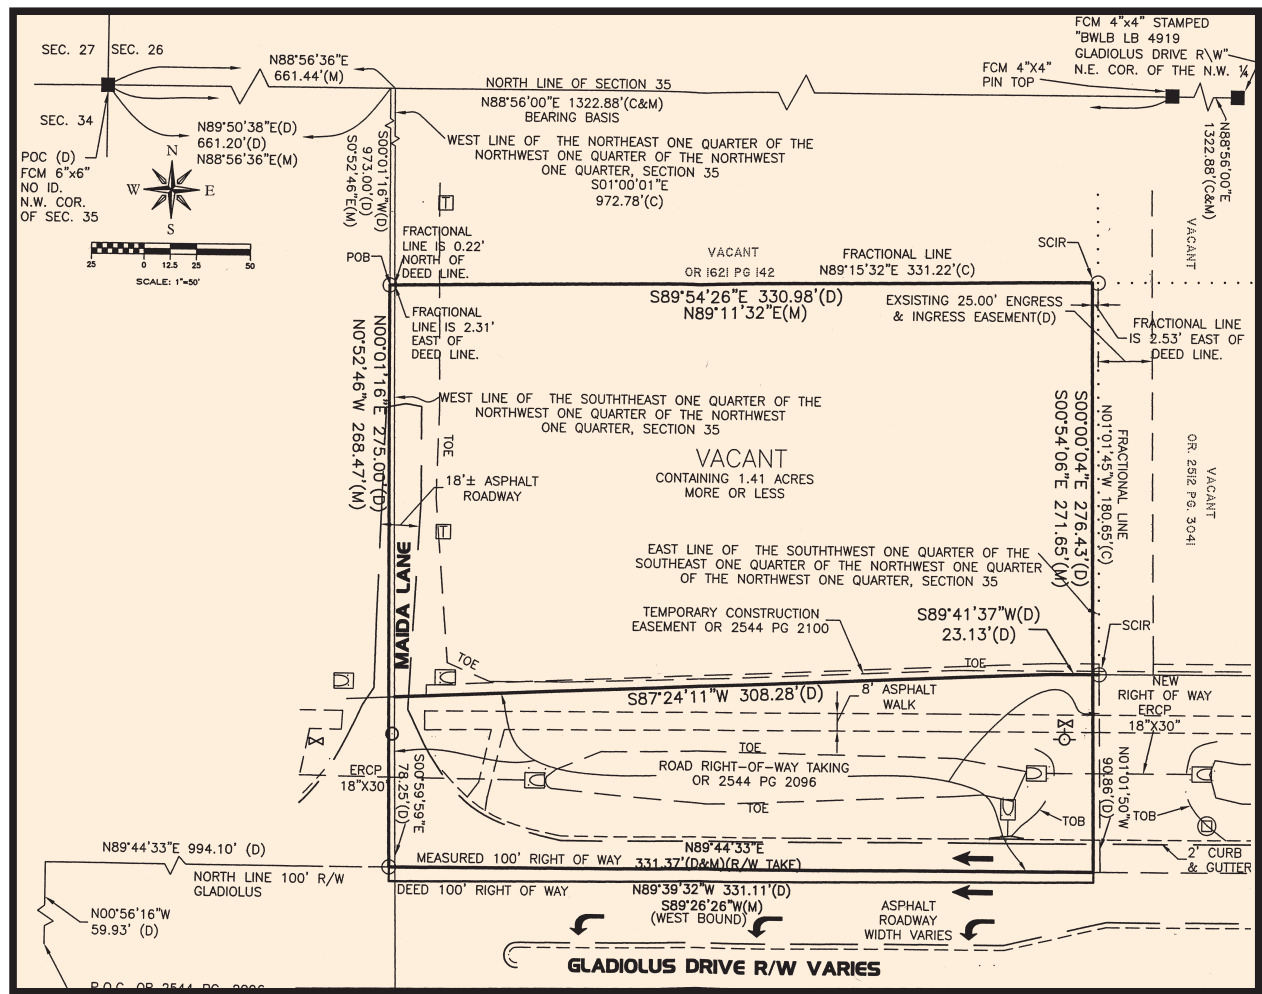 SEC. 27
SEC. 26
SEC. 34
N88°56'36"E
661.44'(M)
N89°50'38"E(D)
661.20'(D)
N88°56'36"E(M)
NORTH LINE OF SECTION 35
N88°56'00"E 1322.88'(C&M)
BEARING BASIS
FCM 4"X4"
PIN TOP
FCM 4"x4" STAMPED
"BWLB LB 4919
GLADIOLUS DRIVE R\W"
N.E. COR. OF THE N.W. ¼
N88°56'00"E
1322.88'(C&M)
POC (D)
FCM 6"x6"
NO ID.
N.W. COR.
OF SEC. 35
N
W
E
S
25 0 12.5 25 50
SCALE: 1"=50'
S00°01'16"W(D)
973.00'(D)
S0°52'46"E(M)
WEST LINE OF THE NORTHEAST ONE QUARTER OF THE
NORTHWEST ONE QUARTER OF THE NORTHWEST
ONE QUARTER, SECTION 35
S01°00'01"E
972.78'(C)
T
FRACTIONAL
LINE IS 0.22'
NORTH OF
DEED LINE.
POB
VACANT
OR 1621 PG 142
FRACTIONAL LINE
N89°15'32"E 331.22'(C)
SCIR
VACANT
S89°54'26"E 330.98'(D)
N89°11'32"E(M)
EXSISTING 25.00' ENGRESS
& INGRESS EASEMENT(D)
FRACTIONAL LINE
IS 2.53' EAST OF
DEED LINE.
FRACTIONAL
LINE IS 2.31'
EAST OF
DEED LINE.
N00°01'16"E 275.00'(D)
N0°52'46"W 268.47'(M)
WEST LINE OF THE SOUTHTEAST ONE QUARTER OF THE
NORTHWEST ONE QUARTER OF THE NORTHWEST
ONE QUARTER, SECTION 35
TOE
VACANT
CONTAINING 1.41 ACRES
MORE OR LESS
18'± ASPHALT
ROADWAY
T
S00°00'04"E 276.43'(D)
S00°54'06"E 271.65'(M)
FRACTIONAL LINE
N01°01'45"W 180.65'(C)
VACANT
OR. 2512 PG. 3041
MAIDA LANE
EAST LINE OF THE SOUTHTWEST ONE QUARTER OF THE
SOUTHEAST ONE QUARTER OF THE NORTHWEST ONE QUARTER
OF THE NORTHWEST ONE QUARTER, SECTION 35
TEMPORARY CONSTRUCTION
EASEMENT OR 2544 PG 2100
S89°41'37"W(D)
23.13'(D)
SCIR
TOE
TOE
S87°24'11"W 308.28'(D)
8' ASPHALT
WALK
NEW
RIGHT OF WAY
ERCP
18"X30"
ERCP
18"X30"
S00°59'59"E
78.25'(D)
TOE
ROAD RIGHT-OF-WAY TAKING
OR 2544 PG 2096
TOE
N01°01'50"W
90.86'(D)
TOB
TOB
2' CURB
& GUTTER
N89°44'33"E 994.10' (D)
NORTH LINE 100' R/W
GLADIOLUS
N00°56'16"W
59.93' (D)
N89°44'33"E
MEASURED 100' RIGHT OF WAY
331.37'(D&M)(R/W TAKE)
DEED 100' RIGHT OF WAY
N89°39'32"W 331.11'(D)
S89°26'26"W(M)
(WEST BOUND)
ASPHALT
ROADWAY
WIDTH VARIES
GLADIOLUS DRIVE R/W VARIES
P.O.C. OR 2544 PG. 2096